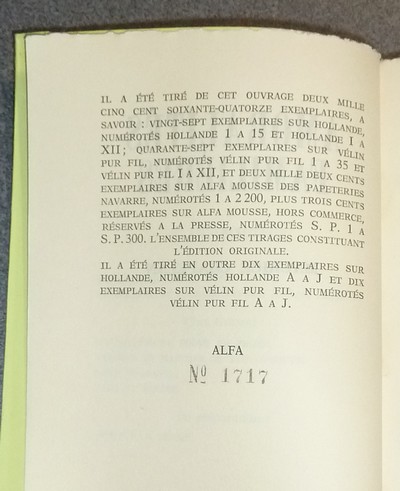 IL A ÉTÉ TIRÉ DE CET OUVRAGE DEUX MILLE
CINQ CENT SOIXANTE-QUATORZE EXEMPLAIRES, A
SAVOIR : VINGT-SEPT EXEMPLAIRES SUR HOLLANDE,
NUMÉROTÉS HOLLANDE 1 A 15 ET HOLLANDE I A
XII; QUARANTE-SEPT EXEMPLAIRES SUR VÉLIN
PUR FIL, NUMÉROTÉS VÉLIN PUR FIL 1 A 35 ET
VÉLIN PUR FIL I A XII, ET DEUX MILLE DEUX CENTS
EXEMPLAIRES SUR ALFA MOUSSE DES PAPETERIES
NAVARRE, NUMÉROTÉS 1 A 2 200, PLUS TROIS CENTS
EXEMPLAIRES SUR ALFA MOUSSE, HORS COMMERCE,
RÉSERVÉS A LA PRESSE, NUMÉROTÉS S. P. 1 A
S. P. 300. L'ENSEMBLE DE CES TIRAGES CONSTITUANT
L'ÉDITION ORIGINALE.
IL A ÉTÉ TIRÉ EN OUTRE DIX EXEMPLAIRES SUR
HOLLANDE, NUMÉROTÉS HOLLANDE A A J ET DIX
EXEMPLAIRES SUR VÉLIN PUR FIL, NUMÉROTÉS
VÉLIN PUR FIL A A J.
ALFA
Nº 1717